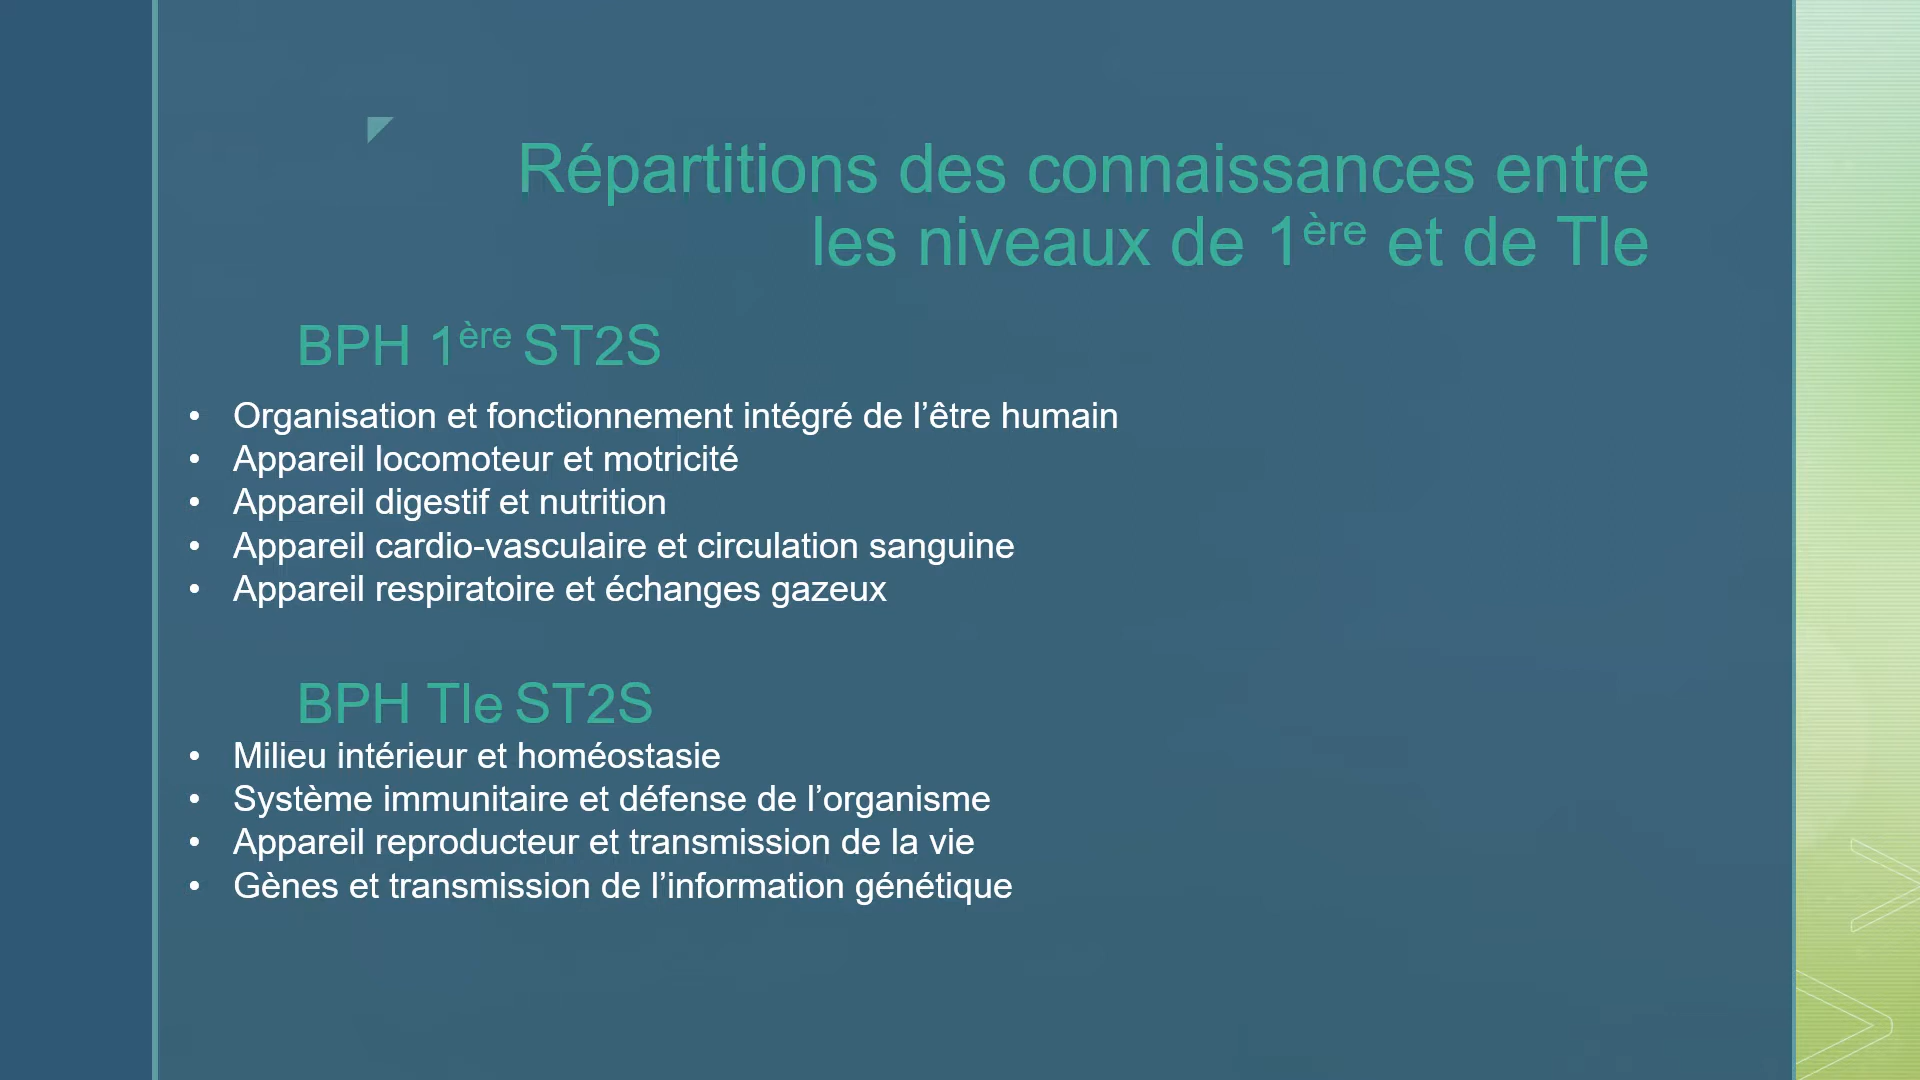 Répartitions des connaissances entre
les niveaux de 1ère et de Tle
BPH 1ère ST2S
• Organisation et fonctionnement intégré de l’être humain
• Appareil locomoteur et motricité
• Appareil digestif et nutrition
• Appareil cardio-vasculaire et circulation sanguine
• Appareil respiratoire et échanges gazeux
BPH Tle ST2S
• Milieu intérieur et homéostasie
• Système immunitaire et défense de l’organisme
• Appareil reproducteur et transmission de la vie
• Gènes et transmission de l’information génétique